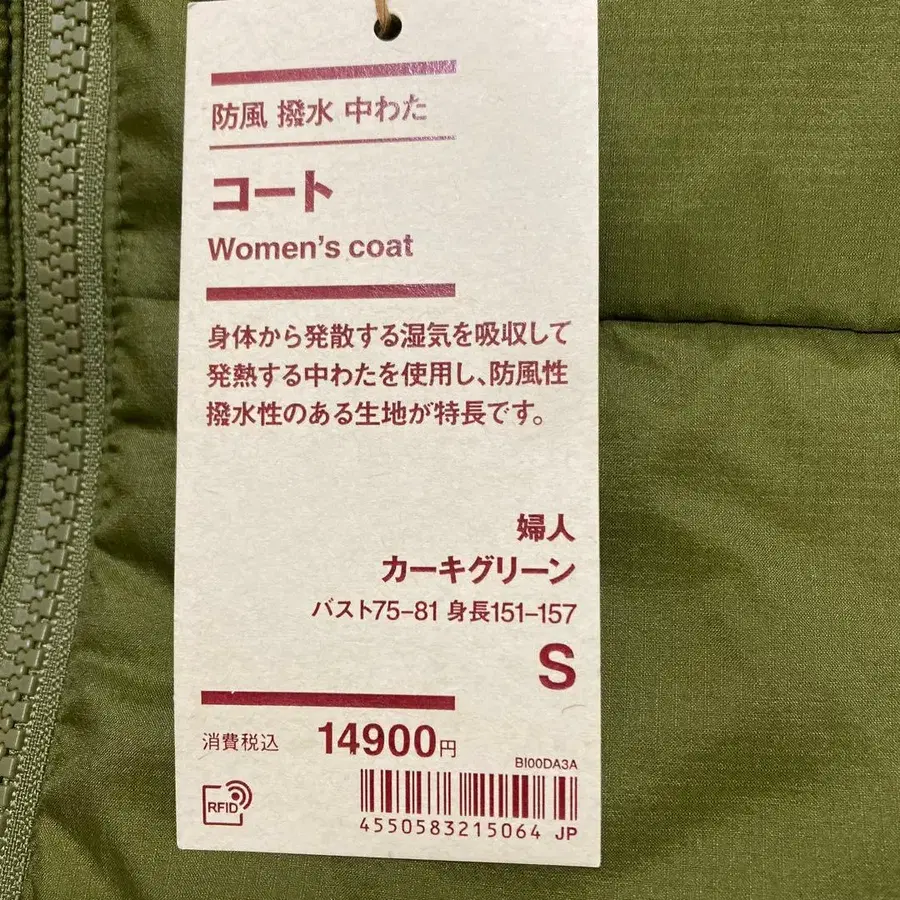 防風 撥水 中わた
コート
Women's coat
身体から発散する湿気を吸収して
発熱する中わたを使用し、防風性
撥水性のある生地が特長です。
婦人
カーキグリーン
バスト75–81 身長151–157
S
消費税込 14900円
BI00DA3A
RFID
4550583215064 JP